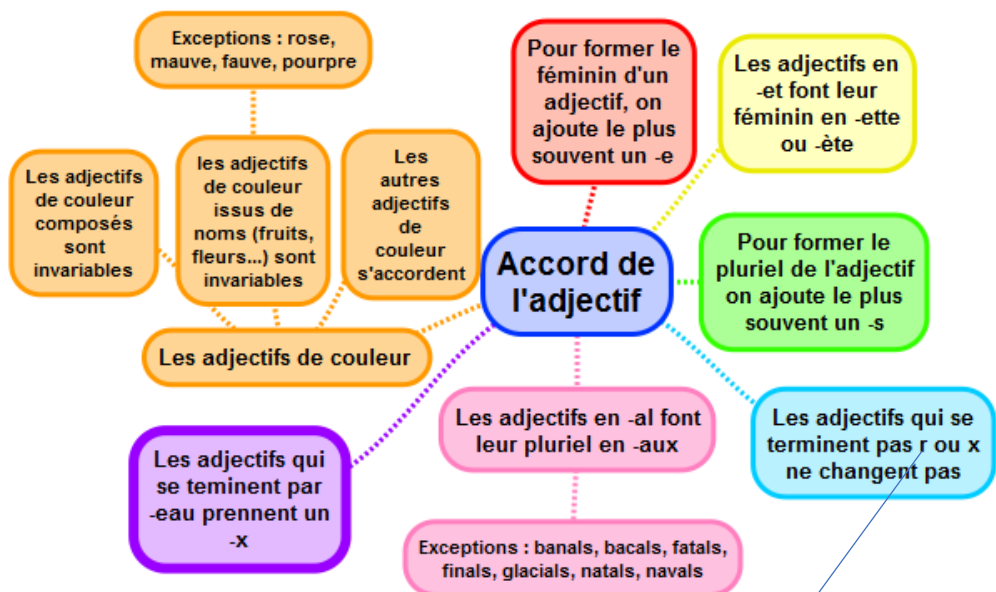 Exceptions : rose,
mauve, fauve, pourpre
Pour former le
féminin d'un
adjectif, on
ajoute le plus
souvent un -e
Les adjectifs en
-et font leur
féminin en -ette
ou -ète
Les adjectifs
de couleur
composés
sont
invariables
les adjectifs
de couleur
issus de
noms (fruits,
fleurs...) sont
invariables
Les
autres
adjectifs
de
couleur
s'accordent
Accord de
l'adjectif
Pour former le
pluriel de l'adjectif
on ajoute le plus
souvent un -s
Les adjectifs de couleur
Les adjectifs en -al font
leur pluriel en -aux
Les adjectifs qui se
terminent pas r ou x
ne changent pas
Les adjectifs qui
se teminent par
-eau prennent un
-x
Exceptions : banals, bacals, fatals,
finals, glacials, natals, navals